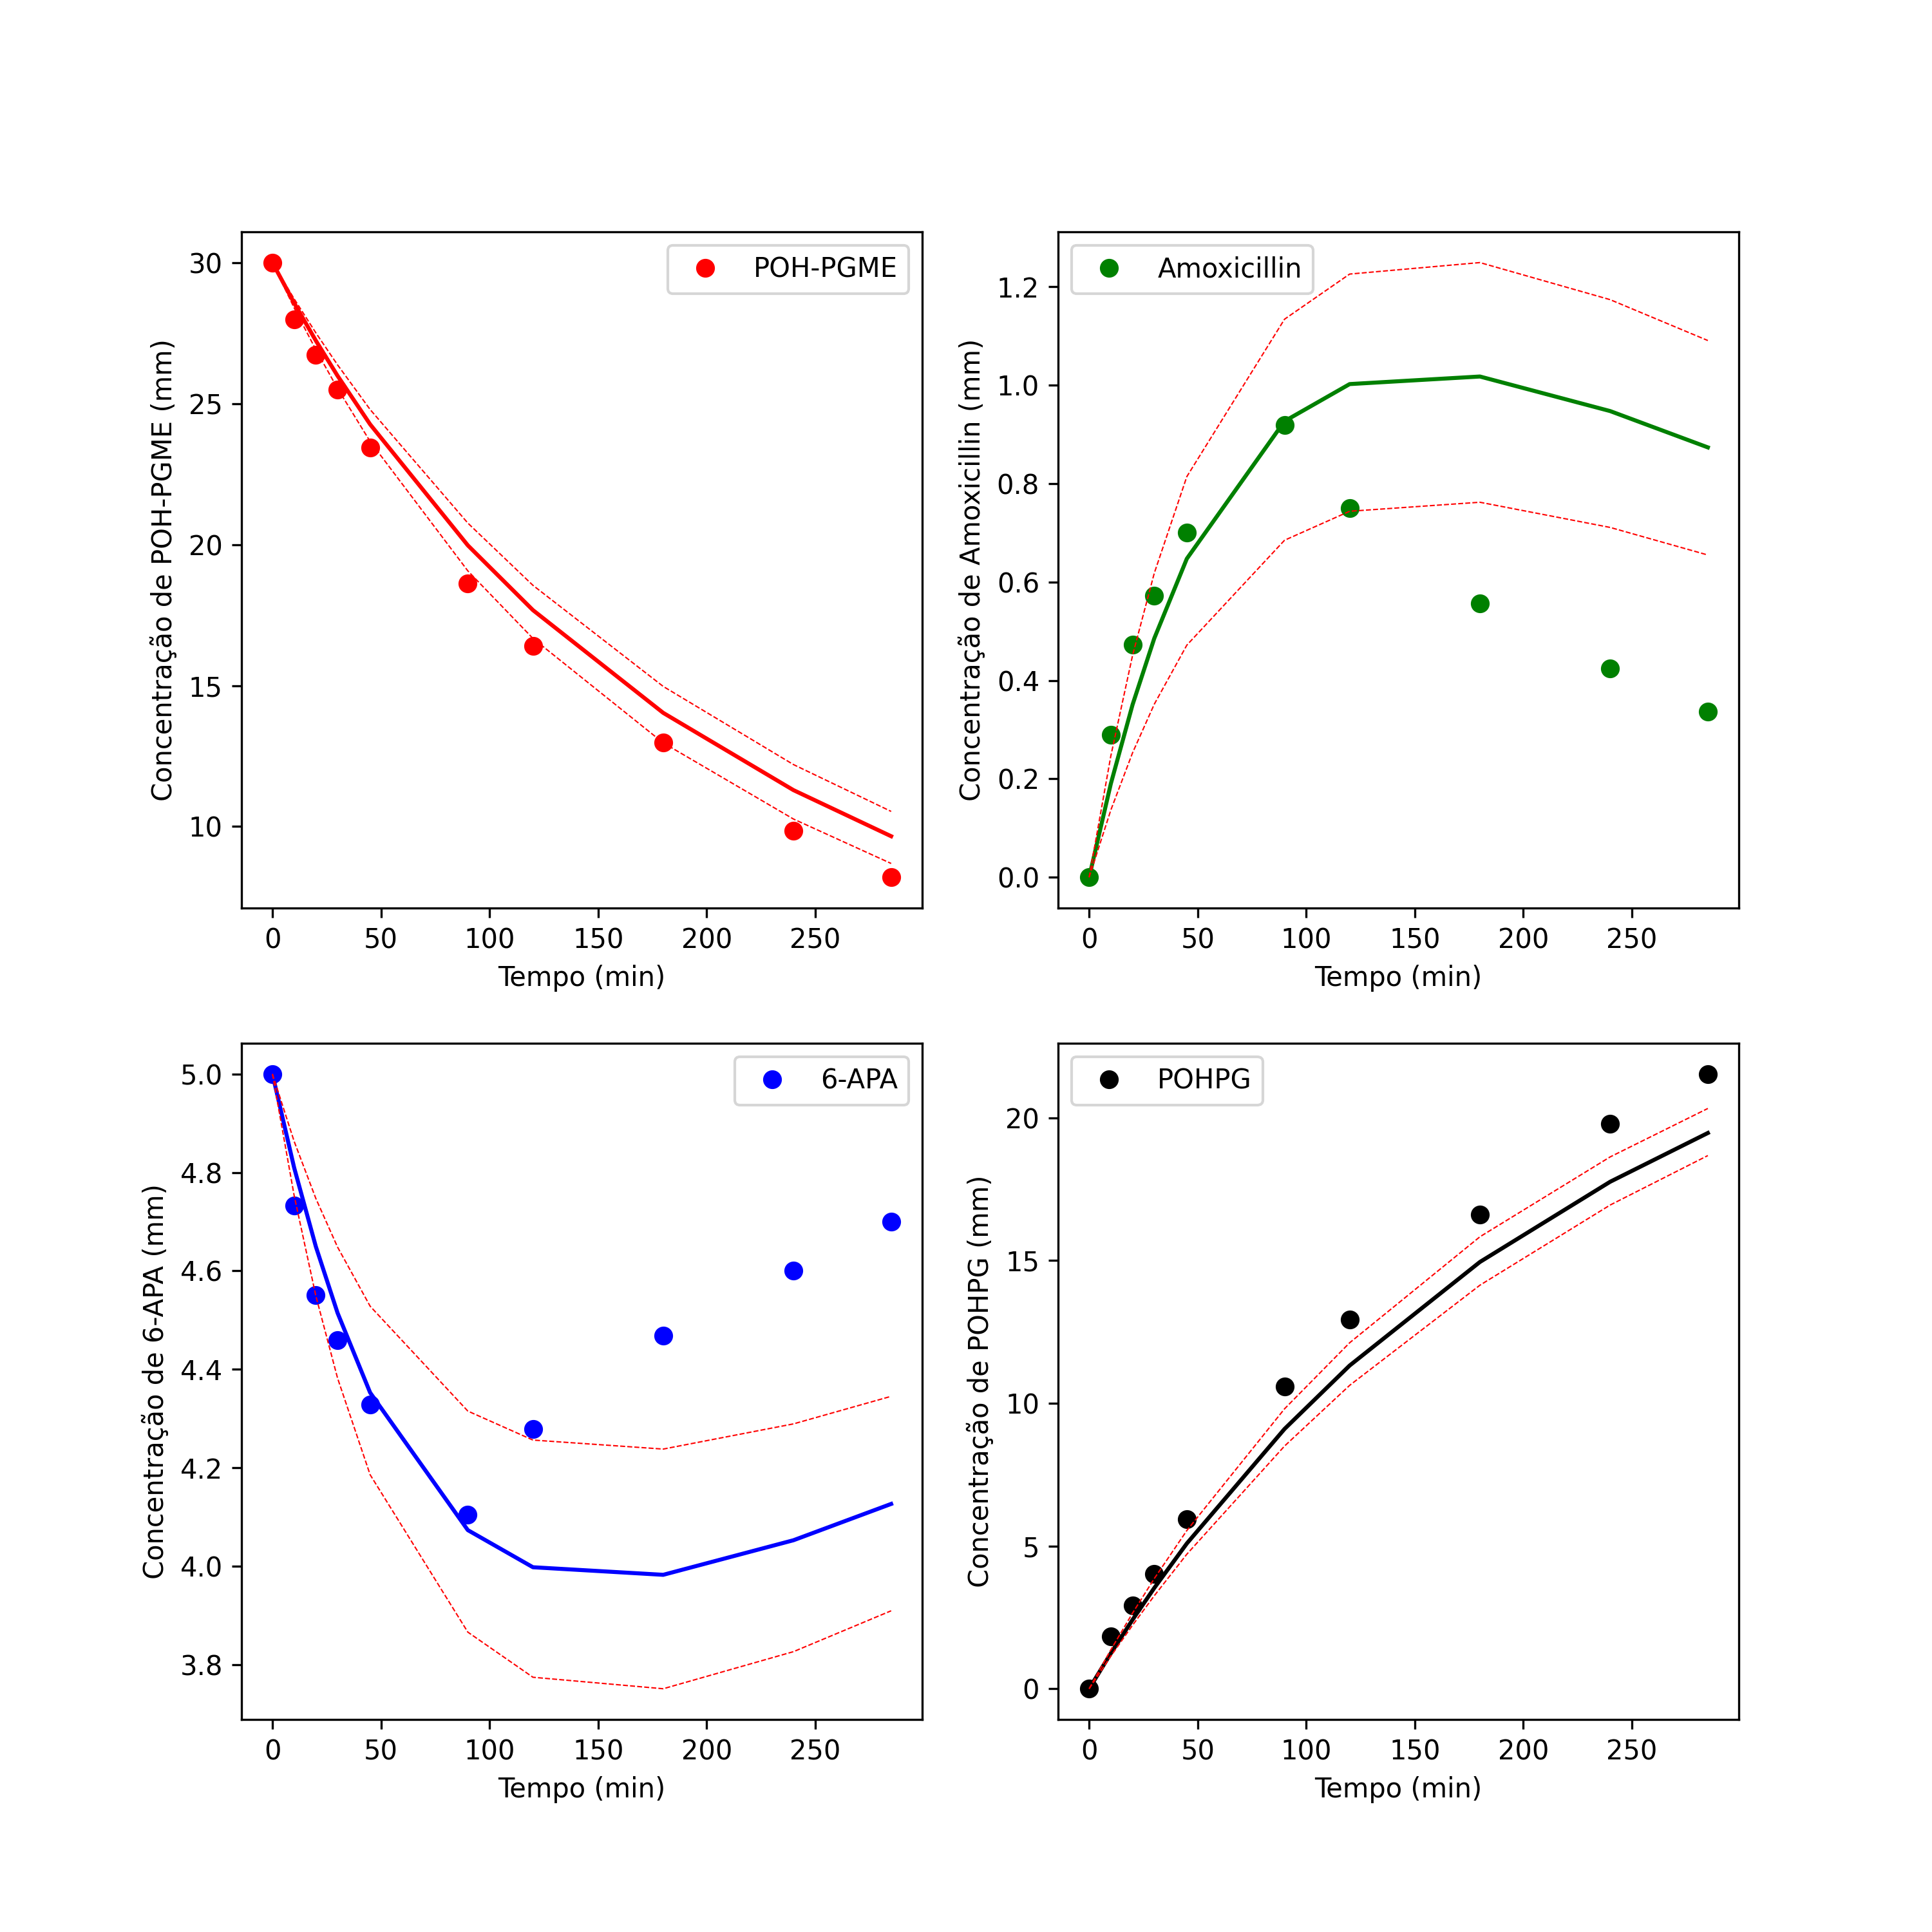 POH-PGME
30
25
20
15
10
Concentração de POH-PGME (mm)
0 50 100 150 200 250
Tempo (min)
Amoxicillin
1.2
1.0
0.8
0.6
0.4
0.2
0.0
Concentração de Amoxicillin (mm)
0 50 100 150 200 250
Tempo (min)
6-APA
5.0
4.8
4.6
4.4
4.2
4.0
3.8
Concentração de 6-APA (mm)
0 50 100 150 200 250
Tempo (min)
POHPG
20
15
10
5
0
Concentração de POHPG (mm)
0 50 100 150 200 250
Tempo (min)